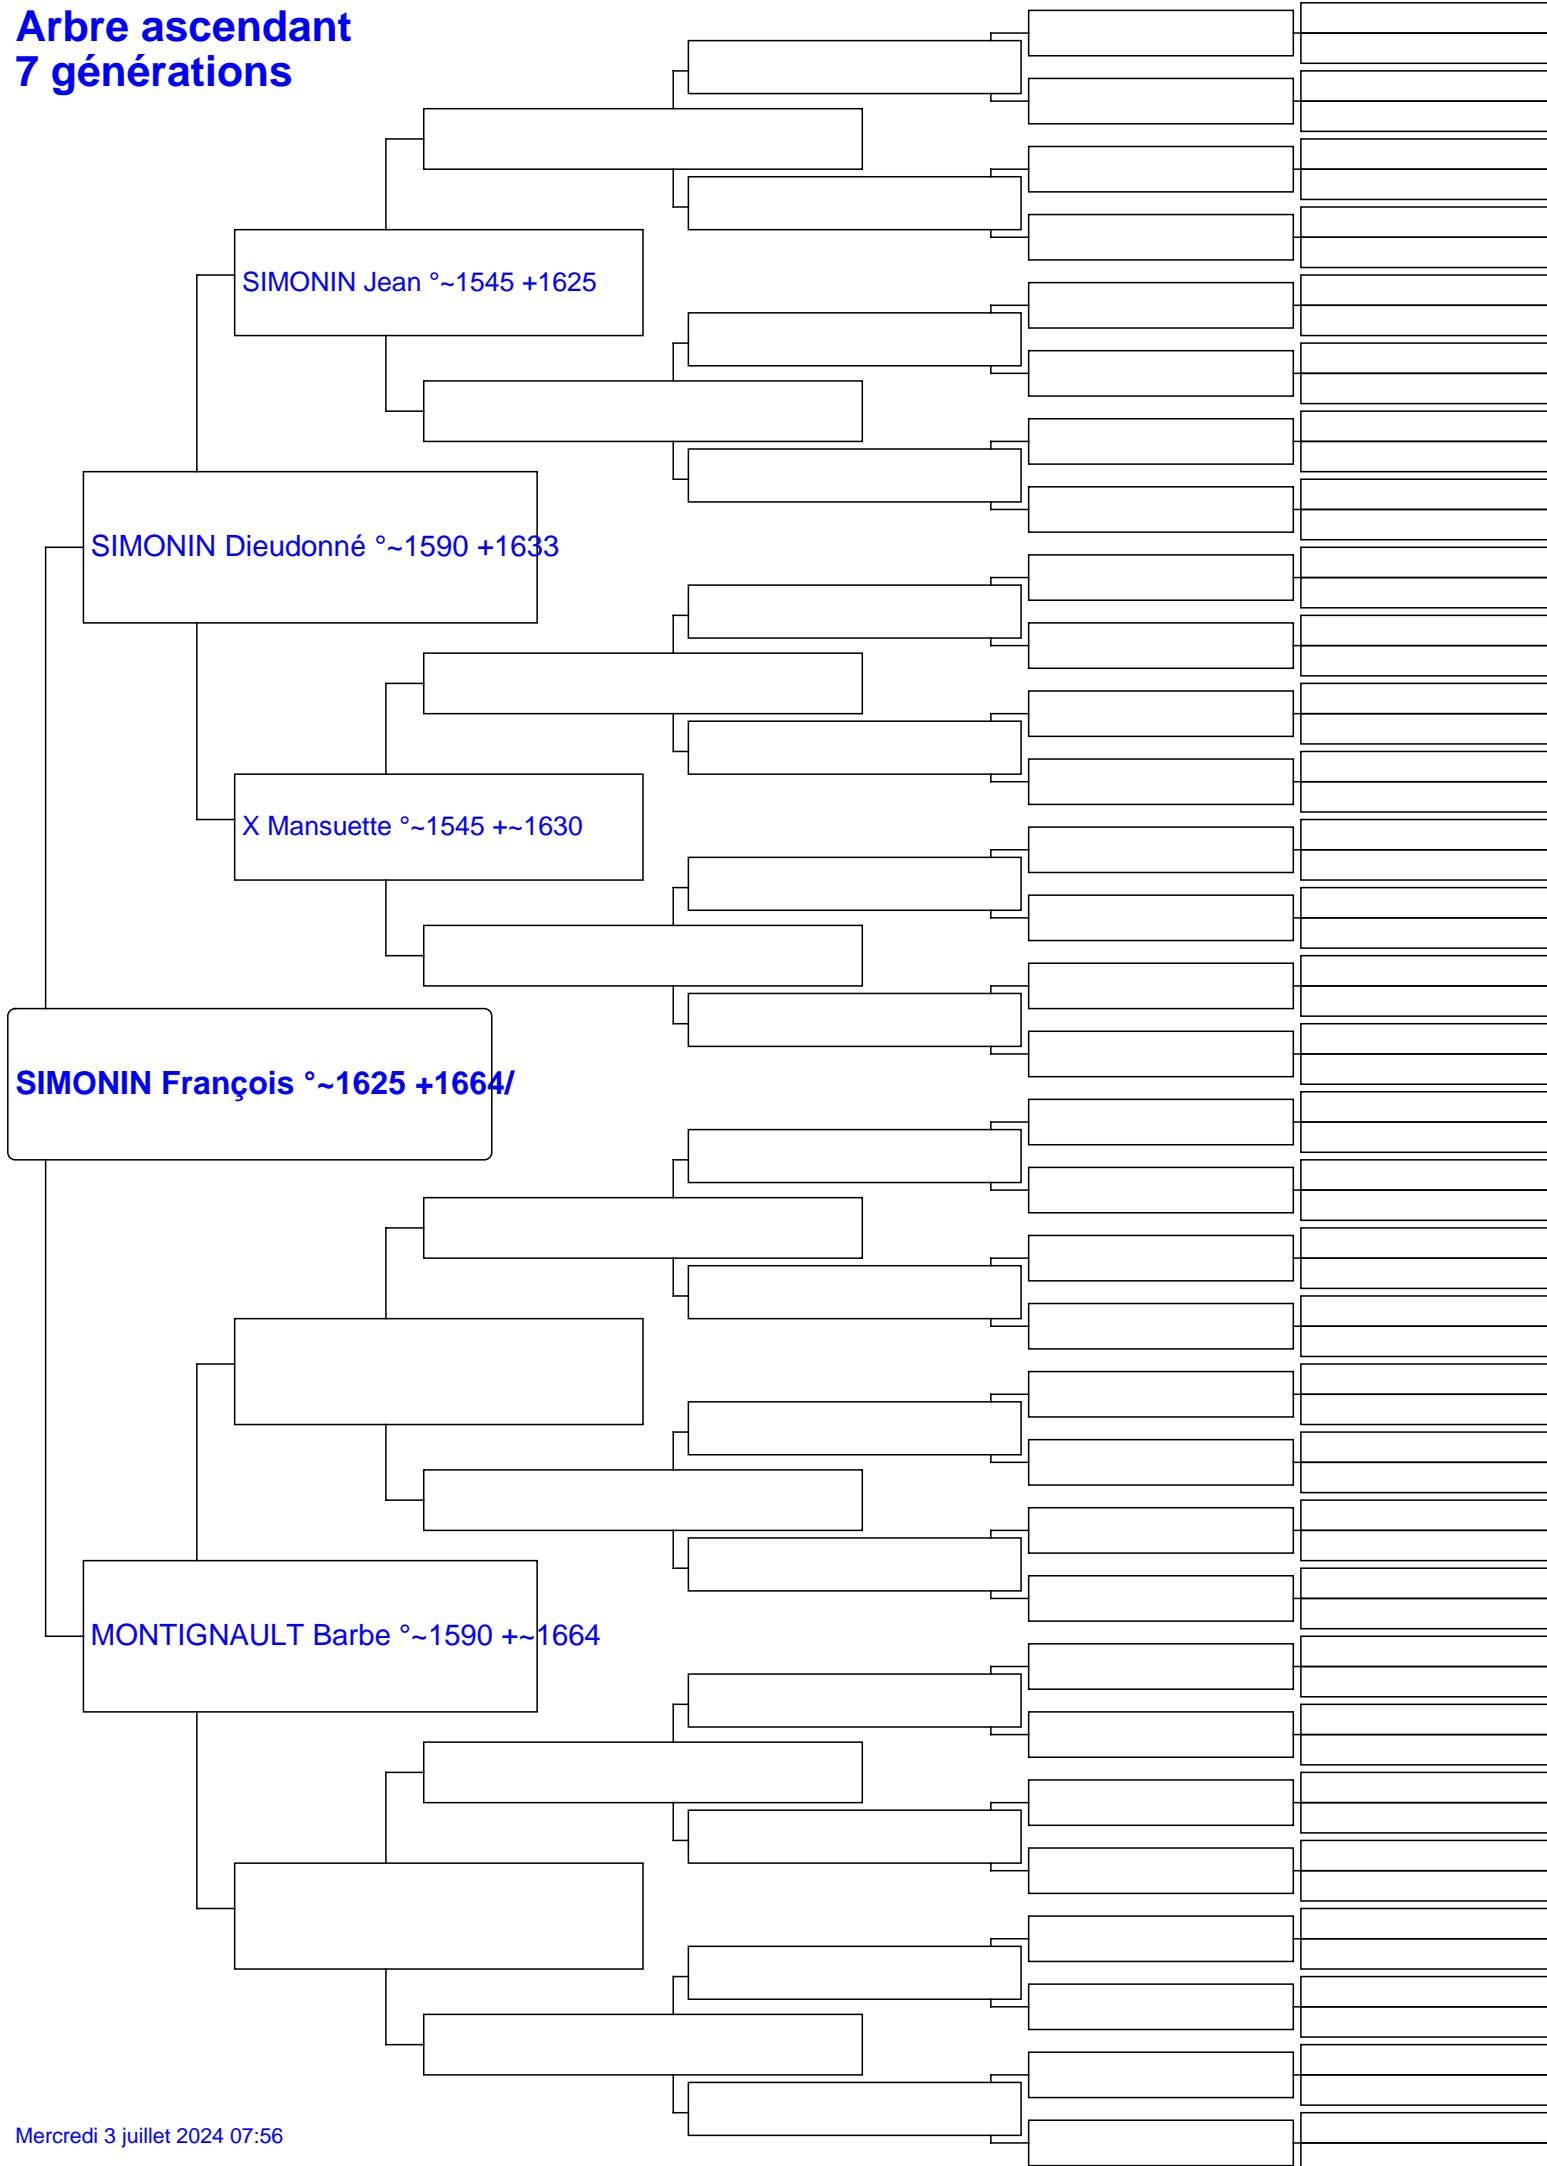 Arbre ascendant
7 générations
SIMONIN Jean °~1545 +1625
SIMONIN Dieudonné °~1590 +1633
X Mansuette °~1545 +~1630
SIMONIN François °~1625 +1664/
MONTIGNAULT Barbe °~1590 +~1664
Mercredi 3 juillet 2024 07:56